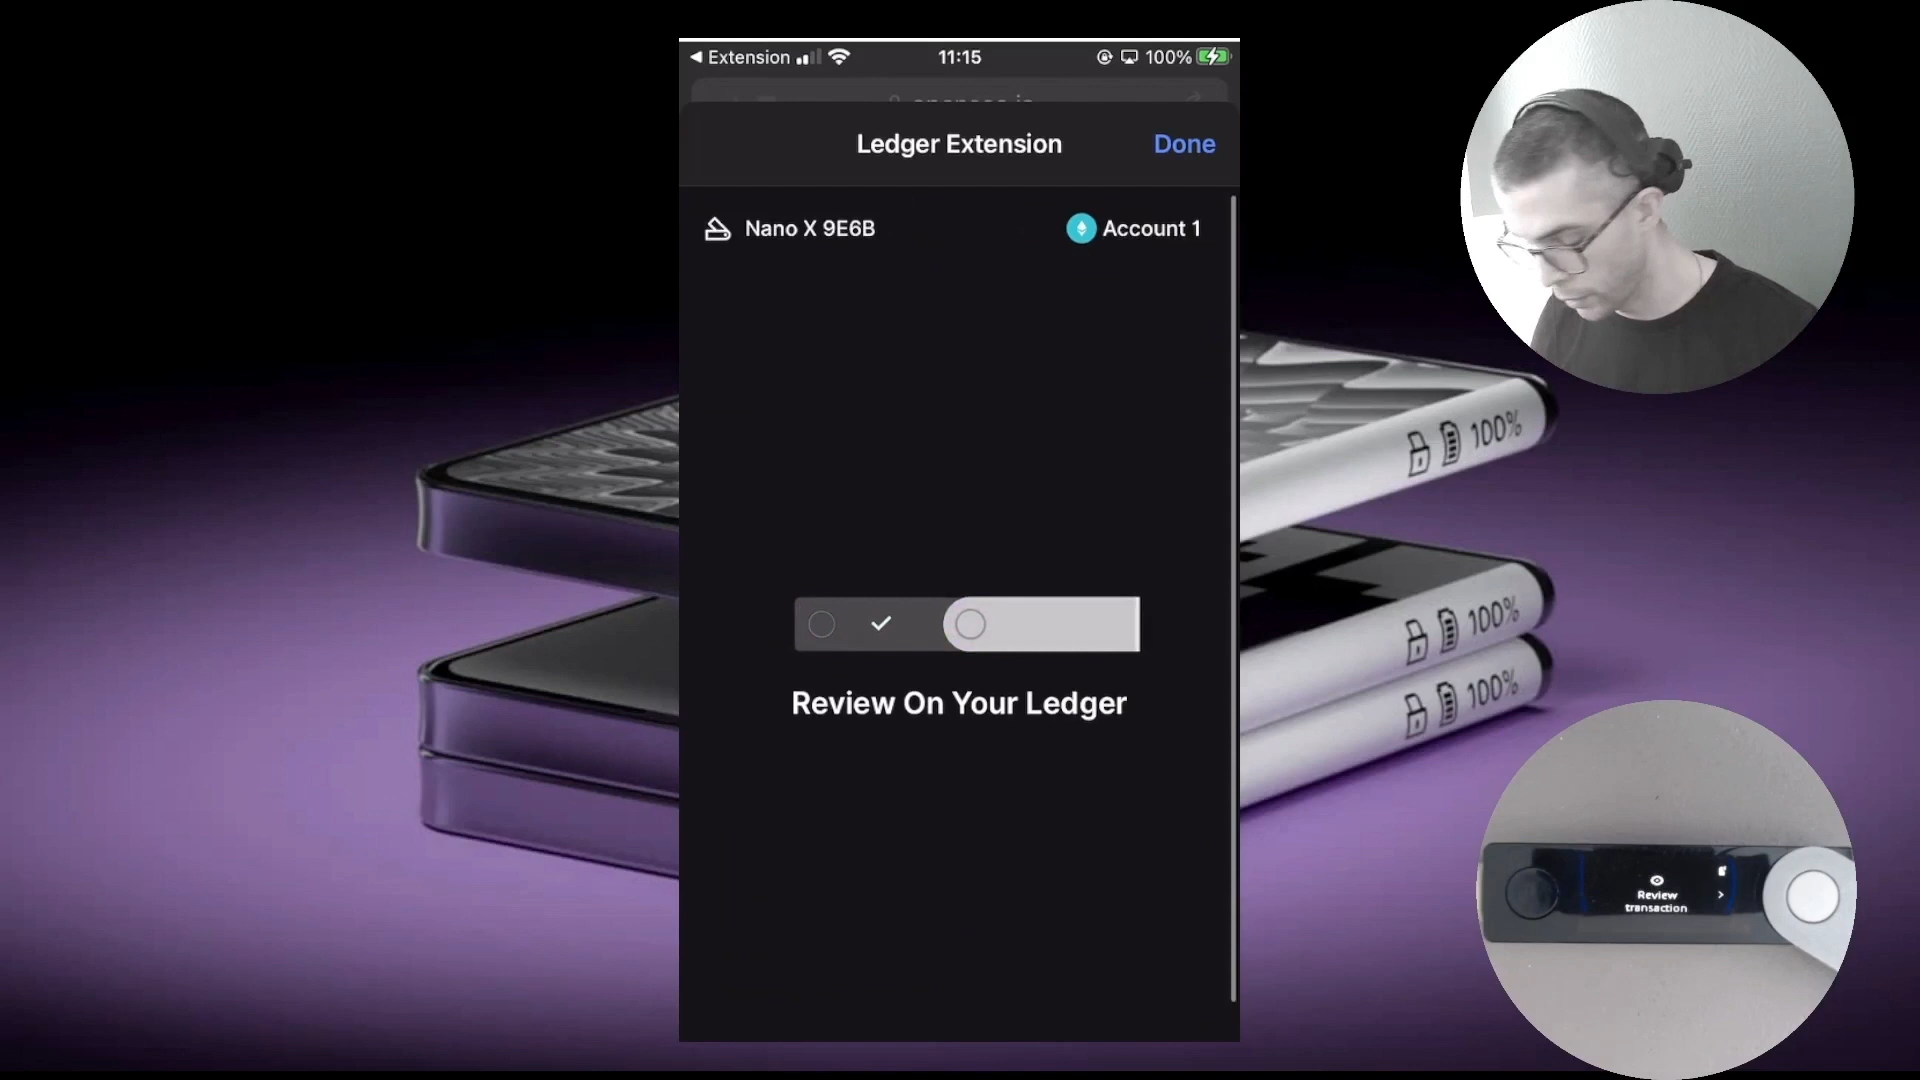 Extension
11:15
100%
Ledger Extension
Done
Nano X 9E6B
Account 1
Review On Your Ledger
100%
100%
100%
Review
transaction